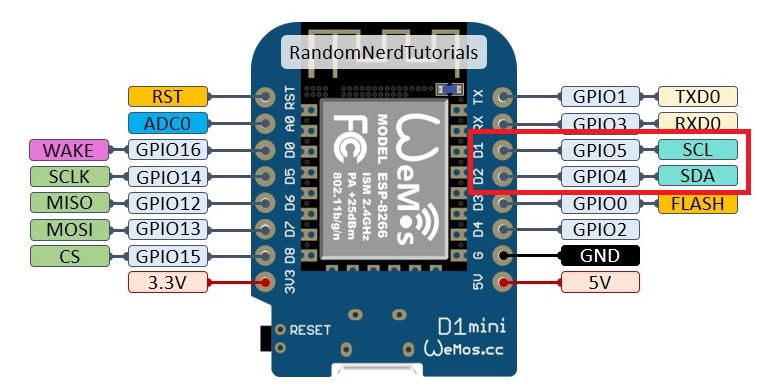 RandomNerdTutorials
RST RST TX GPIO1 TXD0
ADC0 A0 RX GPIO3 RXD0
WAKE GPIO16 D0 D1 GPIO5 SCL
SCLK GPIO14 D5 D2 GPIO4 SDA
MISO GPIO12 D6 D3 GPIO0 FLASH
MOSI GPIO13 D7 D4 GPIO2
CS GPIO15 D8 G GND
3.3V 3V3 5V 5V
WeMos
MODEL ESP-8266
ISM 2.4GHz
PA +25dBm
802.11b/g/n
FC
RESET
D1mini
WeMos.cc